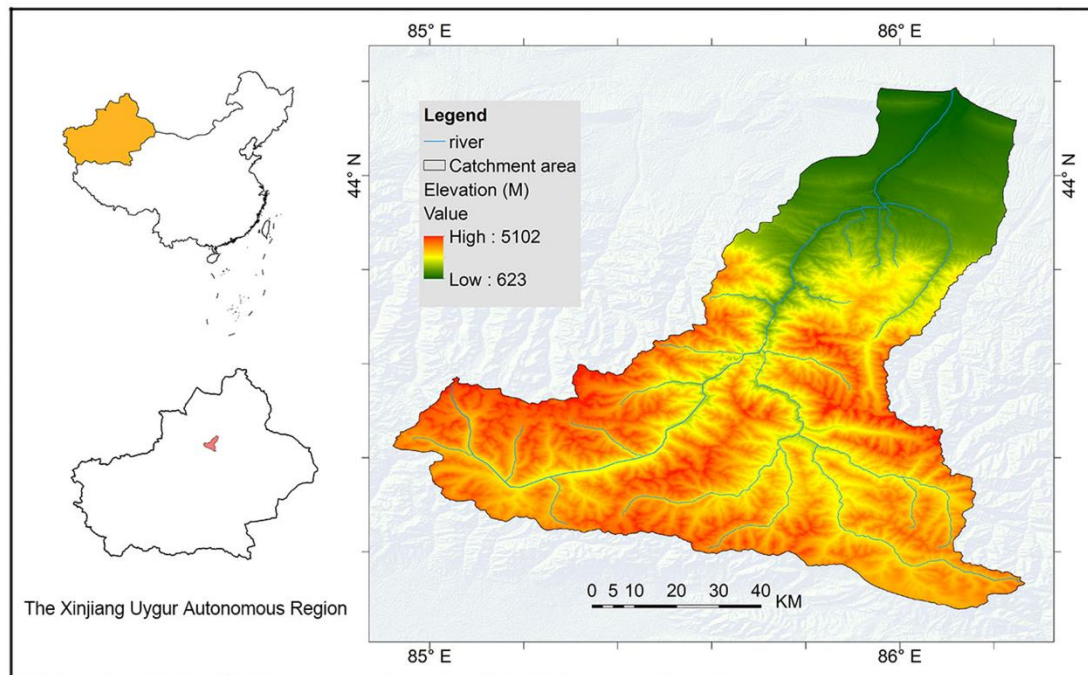 The Xinjiang Uygur Autonomous Region
85° E 86° E
44° N 44° N
Legend
river
Catchment area
Elevation (M)
Value
High : 5102
Low : 623
0 5 10 20 30 40 KM
85° E 86° E